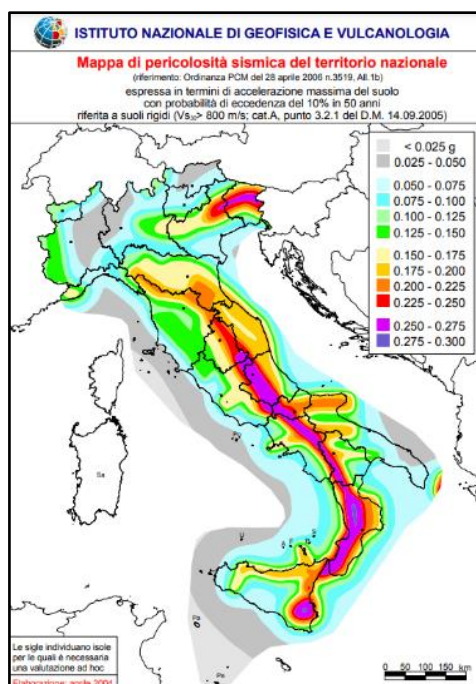 ISTITUTO NAZIONALE DI GEOFISICA E VULCANOLOGIA
Mappa di pericolosità sismica del territorio nazionale
(riferimento: Ordinanza PCM del 28 aprile 2006 n.3519, All.1b)
espressa in termini di accelerazione massima del suolo
con probabilità di eccedenza del 10% in 50 anni
riferita a suoli rigidi (Vs30> 800 m/s; cat.A, punto 3.2.1 del D.M. 14.09.2005)
< 0.025 g
0.025 - 0.050
0.050 - 0.075
0.075 - 0.100
0.100 - 0.125
0.125 - 0.150
0.150 - 0.175
0.175 - 0.200
0.200 - 0.225
0.225 - 0.250
0.250 - 0.275
0.275 - 0.300
Sa
U
Pa
Pe
Le sigle individuano isole
per le quali è necessaria
una valutazione ad hoc
Elaborazione: aprile 2004
0 50 100 150
km